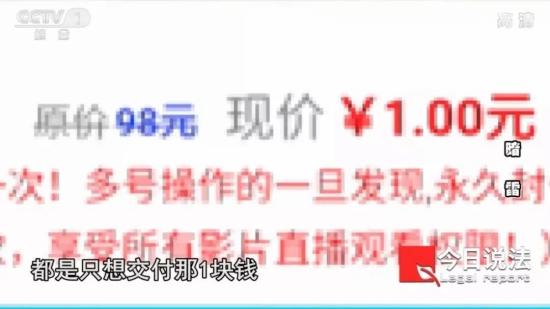 CCTV 1
综合
高清
原价 98元 现价 ￥1.00元
暗雷
一次！多号操作的一旦发现,永久封
，享受所有影片直播观看权限！）
都是只想交付那1块钱
今日说法
Legal report